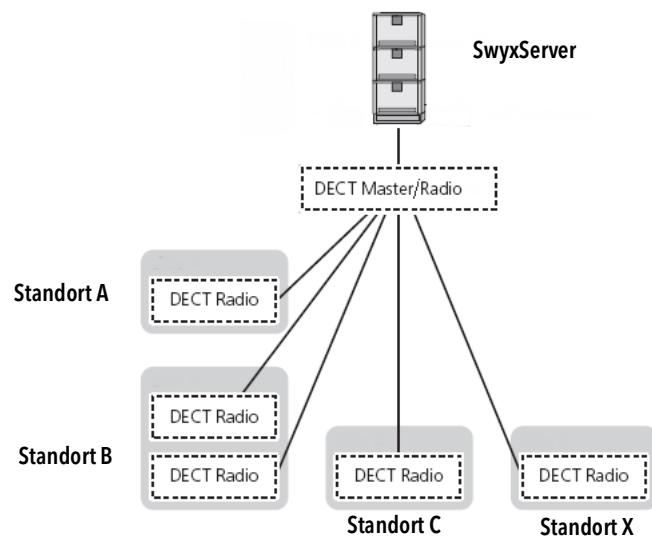 SwyxServer
DECT Master/Radio
Standort A
DECT Radio
DECT Radio
Standort B
DECT Radio
DECT Radio
DECT Radio
Standort C
Standort X